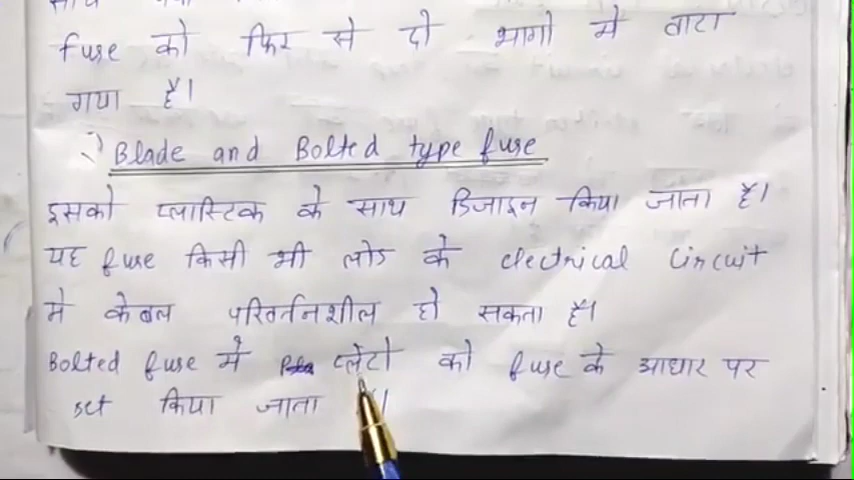 साथ
fuse को फिर से दो भागो मे वाटा
गया है।
Blade and Bolted type fuse
इसको प्लास्टिक के साथ डिजाइन किया जाता है।
यह fuse किसी भी लोड के electrical circuit
मे केबल परिवर्तनशील हो सकता है।
Bolted fuse मे प्लेटो को fuse के आधार पर
set किया जाता है।